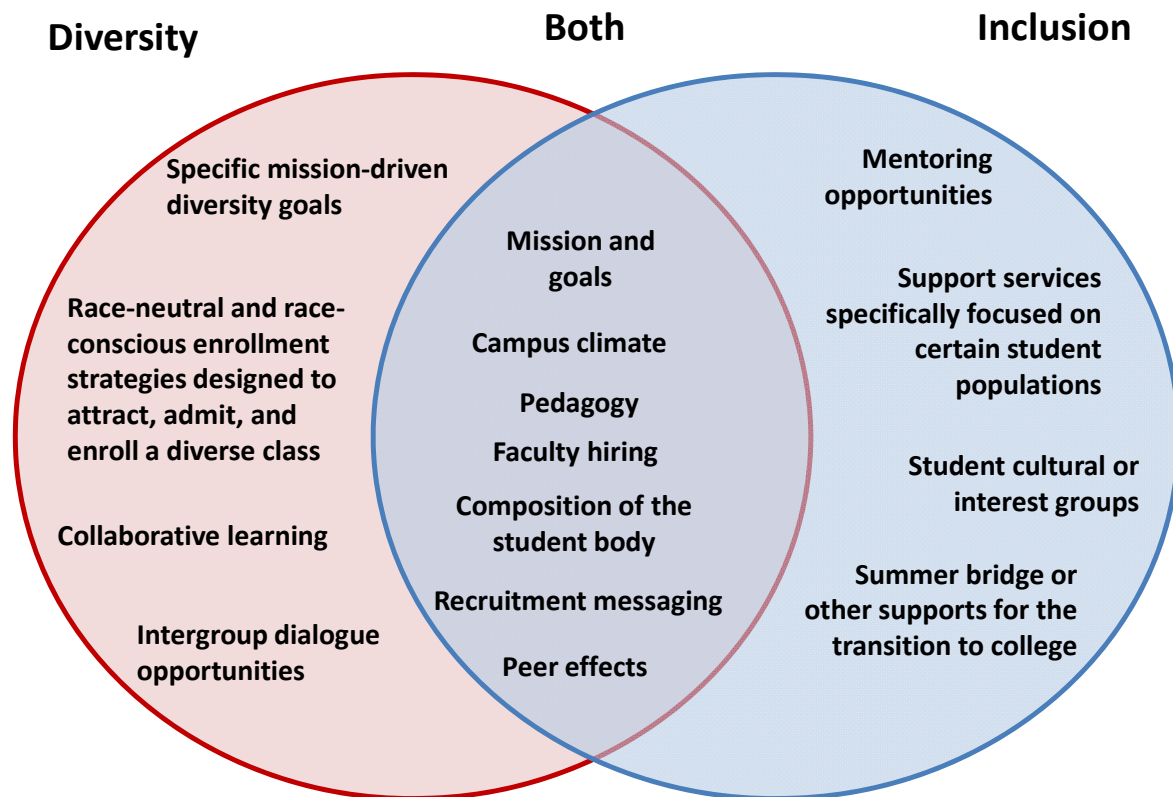 Diversity
Both
Inclusion
Specific mission-driven
diversity goals
Race-neutral and race-
conscious enrollment
strategies designed to
attract, admit, and
enroll a diverse class
Collaborative learning
Intergroup dialogue
opportunities
Mission and
goals
Campus climate
Pedagogy
Faculty hiring
Composition of the
student body
Recruitment messaging
Peer effects
Mentoring
opportunities
Support services
specifically focused on
certain student
populations
Student cultural or
interest groups
Summer bridge or
other supports for the
transition to college